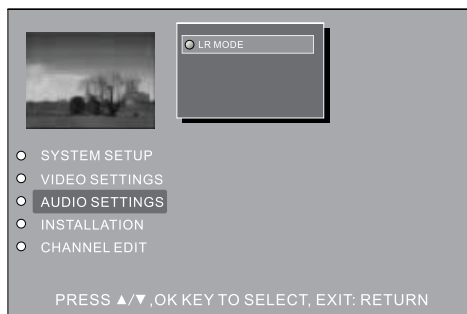 LR MODE
SYSTEM SETUP
VIDEO SETTINGS
AUDIO SETTINGS
INSTALLATION
CHANNEL EDIT
PRESS ▲/▼,OK KEY TO SELECT, EXIT: RETURN